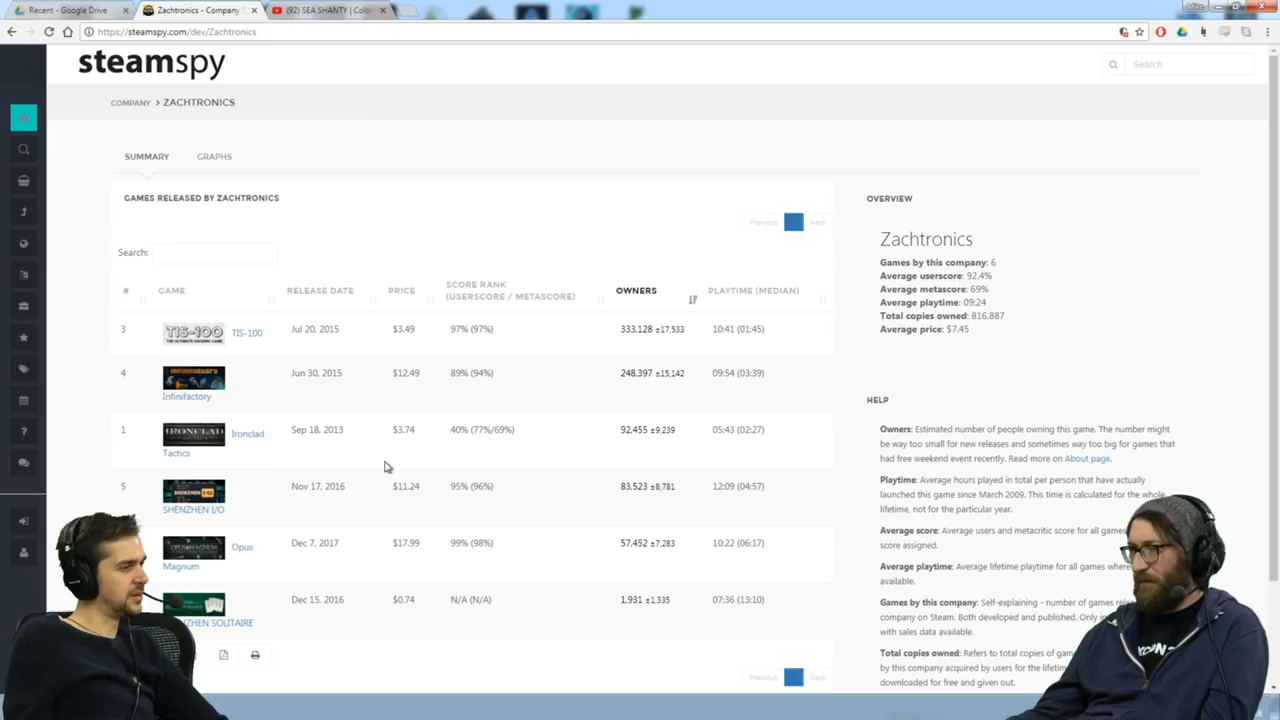 Recent - Google Drive
Zachtronics - Company S
(92) SEA SHANTY | Colo
https://steamspy.com/dev/Zachtronics
steamspy
Search
COMPANY > ZACHTRONICS
SUMMARY
GRAPHS
GAMES RELEASED BY ZACHTRONICS
Previous
Next
Search:
# GAME RELEASE DATE PRICE SCORE RANK (USERSCORE / METASCORE) OWNERS PLAYTIME (MEDIAN)
3 TIS-100 THE ULTIMATE HACKING GAME TIS-100 Jul 20, 2015 $3.49 97% (97%) 333,128 ±17,533 10:41 (01:45)
4 INFINIFACTORY Infinifactory Jun 30, 2015 $12.49 89% (94%) 248,397 ±15,142 09:54 (03:39)
1 IRONCLAD Ironclad Tactics Sep 18, 2013 $3.74 40% (77%/69%) 92,455 ±9,239 05:43 (02:27)
5 SHENZHEN I/O SHENZHEN I/O Nov 17, 2016 $11.24 95% (96%) 83,523 ±8,781 12:09 (04:57)
OPUS MAGNUM Opus Magnum Dec 7, 2017 $17.99 99% (98%) 57,452 ±7,283 10:22 (06:17)
SOLITAIRE Dec 15, 2016 $0.74 N/A (N/A) 1,931 ±1,335 07:36 (13:10)
Previous
Next
OVERVIEW
Zachtronics
Games by this company: 6
Average userscore: 92.4%
Average metascore: 69%
Average playtime: 09:24
Total copies owned: 816,887
Average price: $7.45
HELP
Owners: Estimated number of people owning this game. The number might
be way too small for new releases and sometimes way too big for games
that had free weekend event recently. Read more on About page.
Playtime: Average hours played in total per person that have actually
launched this game since March 2009. This time is calculated for the whole
lifetime, not for the particular year.
Average score: Average users and metacritic score for all games
score assigned.
Average playtime: Average lifetime playtime for all games where
available.
Games by this company: Self-explaining - number of games
company on Steam. Both developed and published. Only
with sales data available.
Total copies owned: Refers to total copies of
by this company acquired by users for the
downloaded for free and given out.